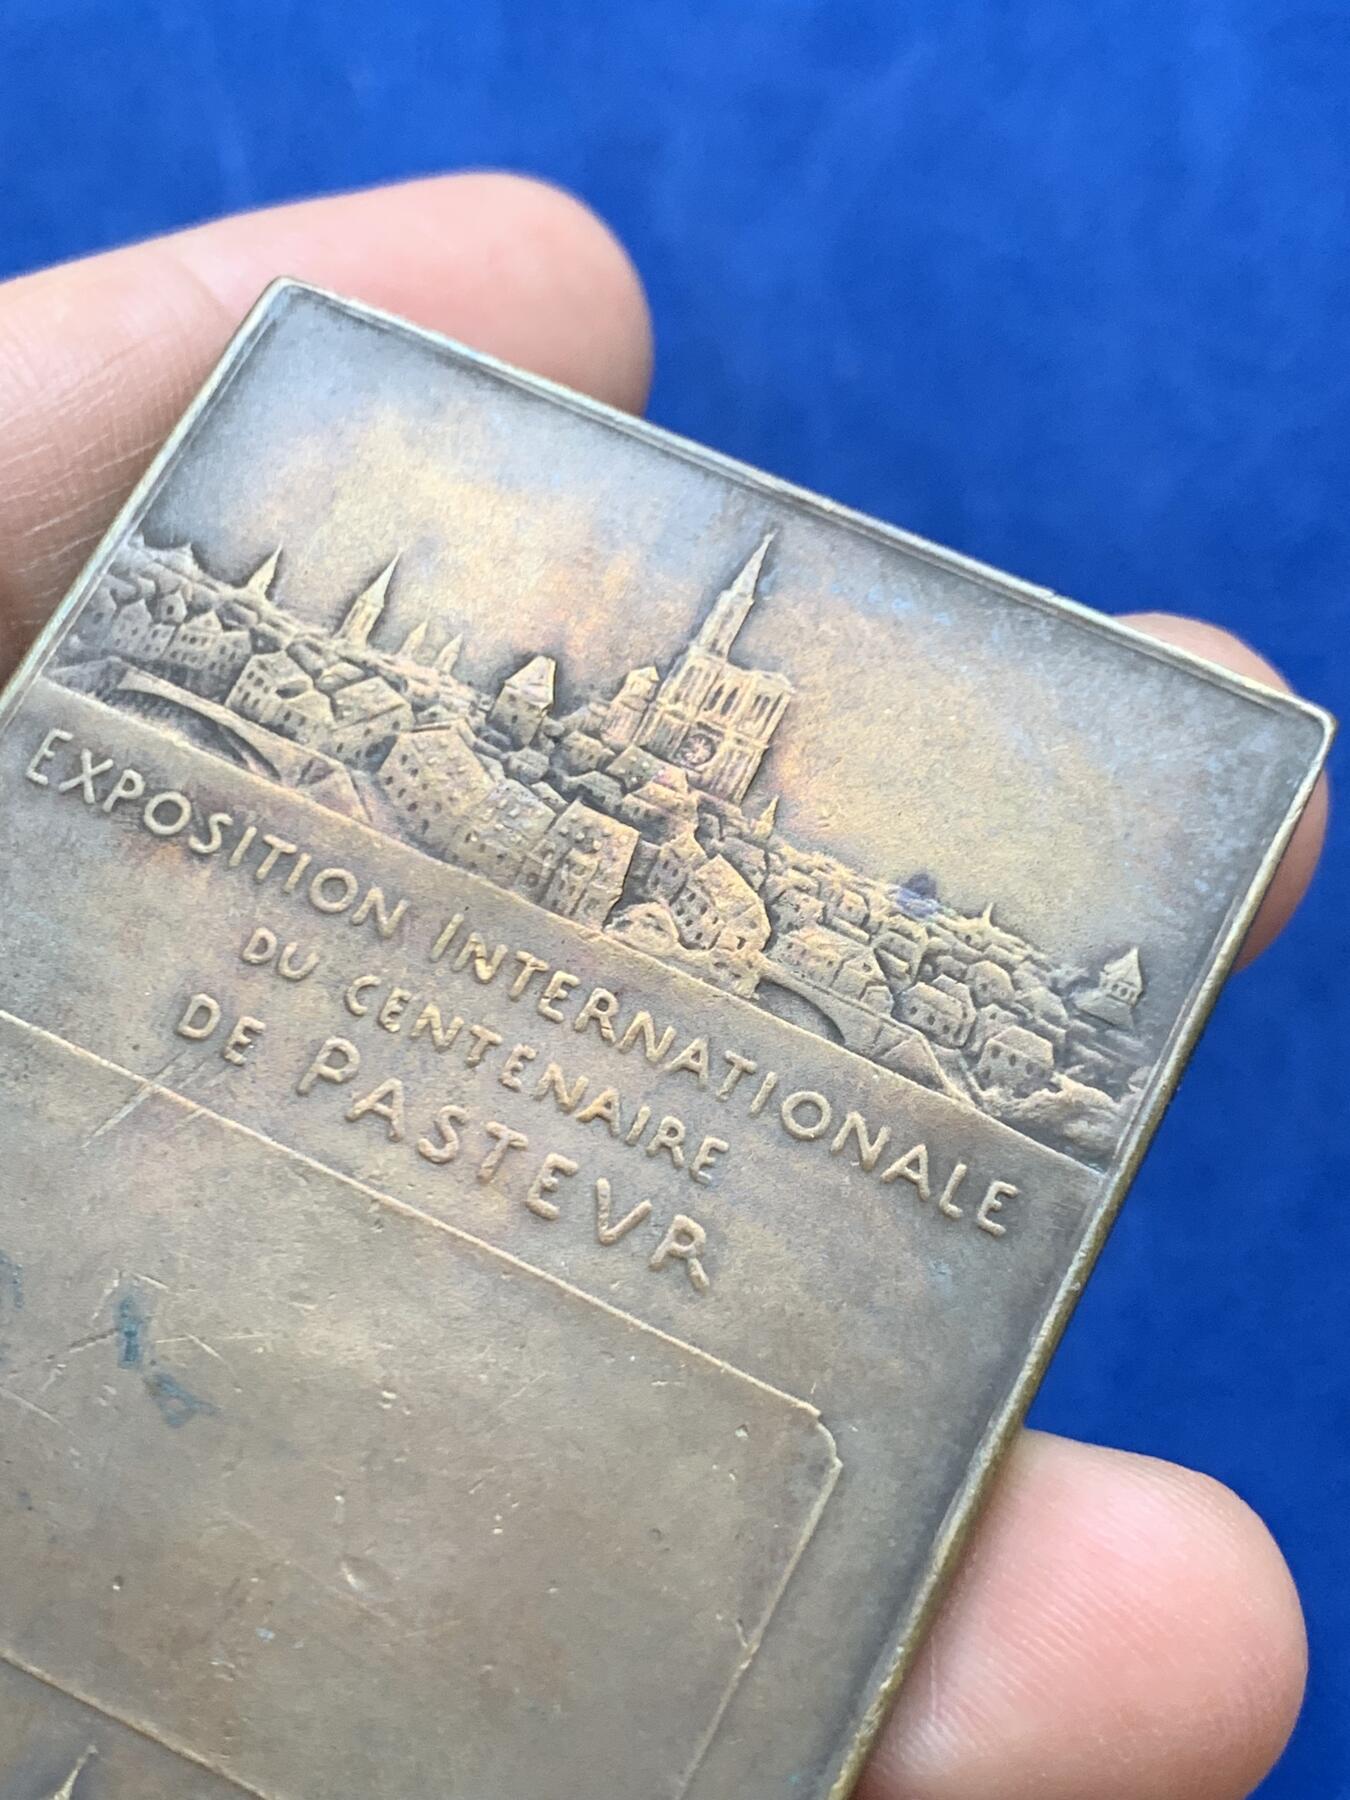 EXPOSITION INTERNATIONALE
DU CENTENAIRE
DE PASTEVR